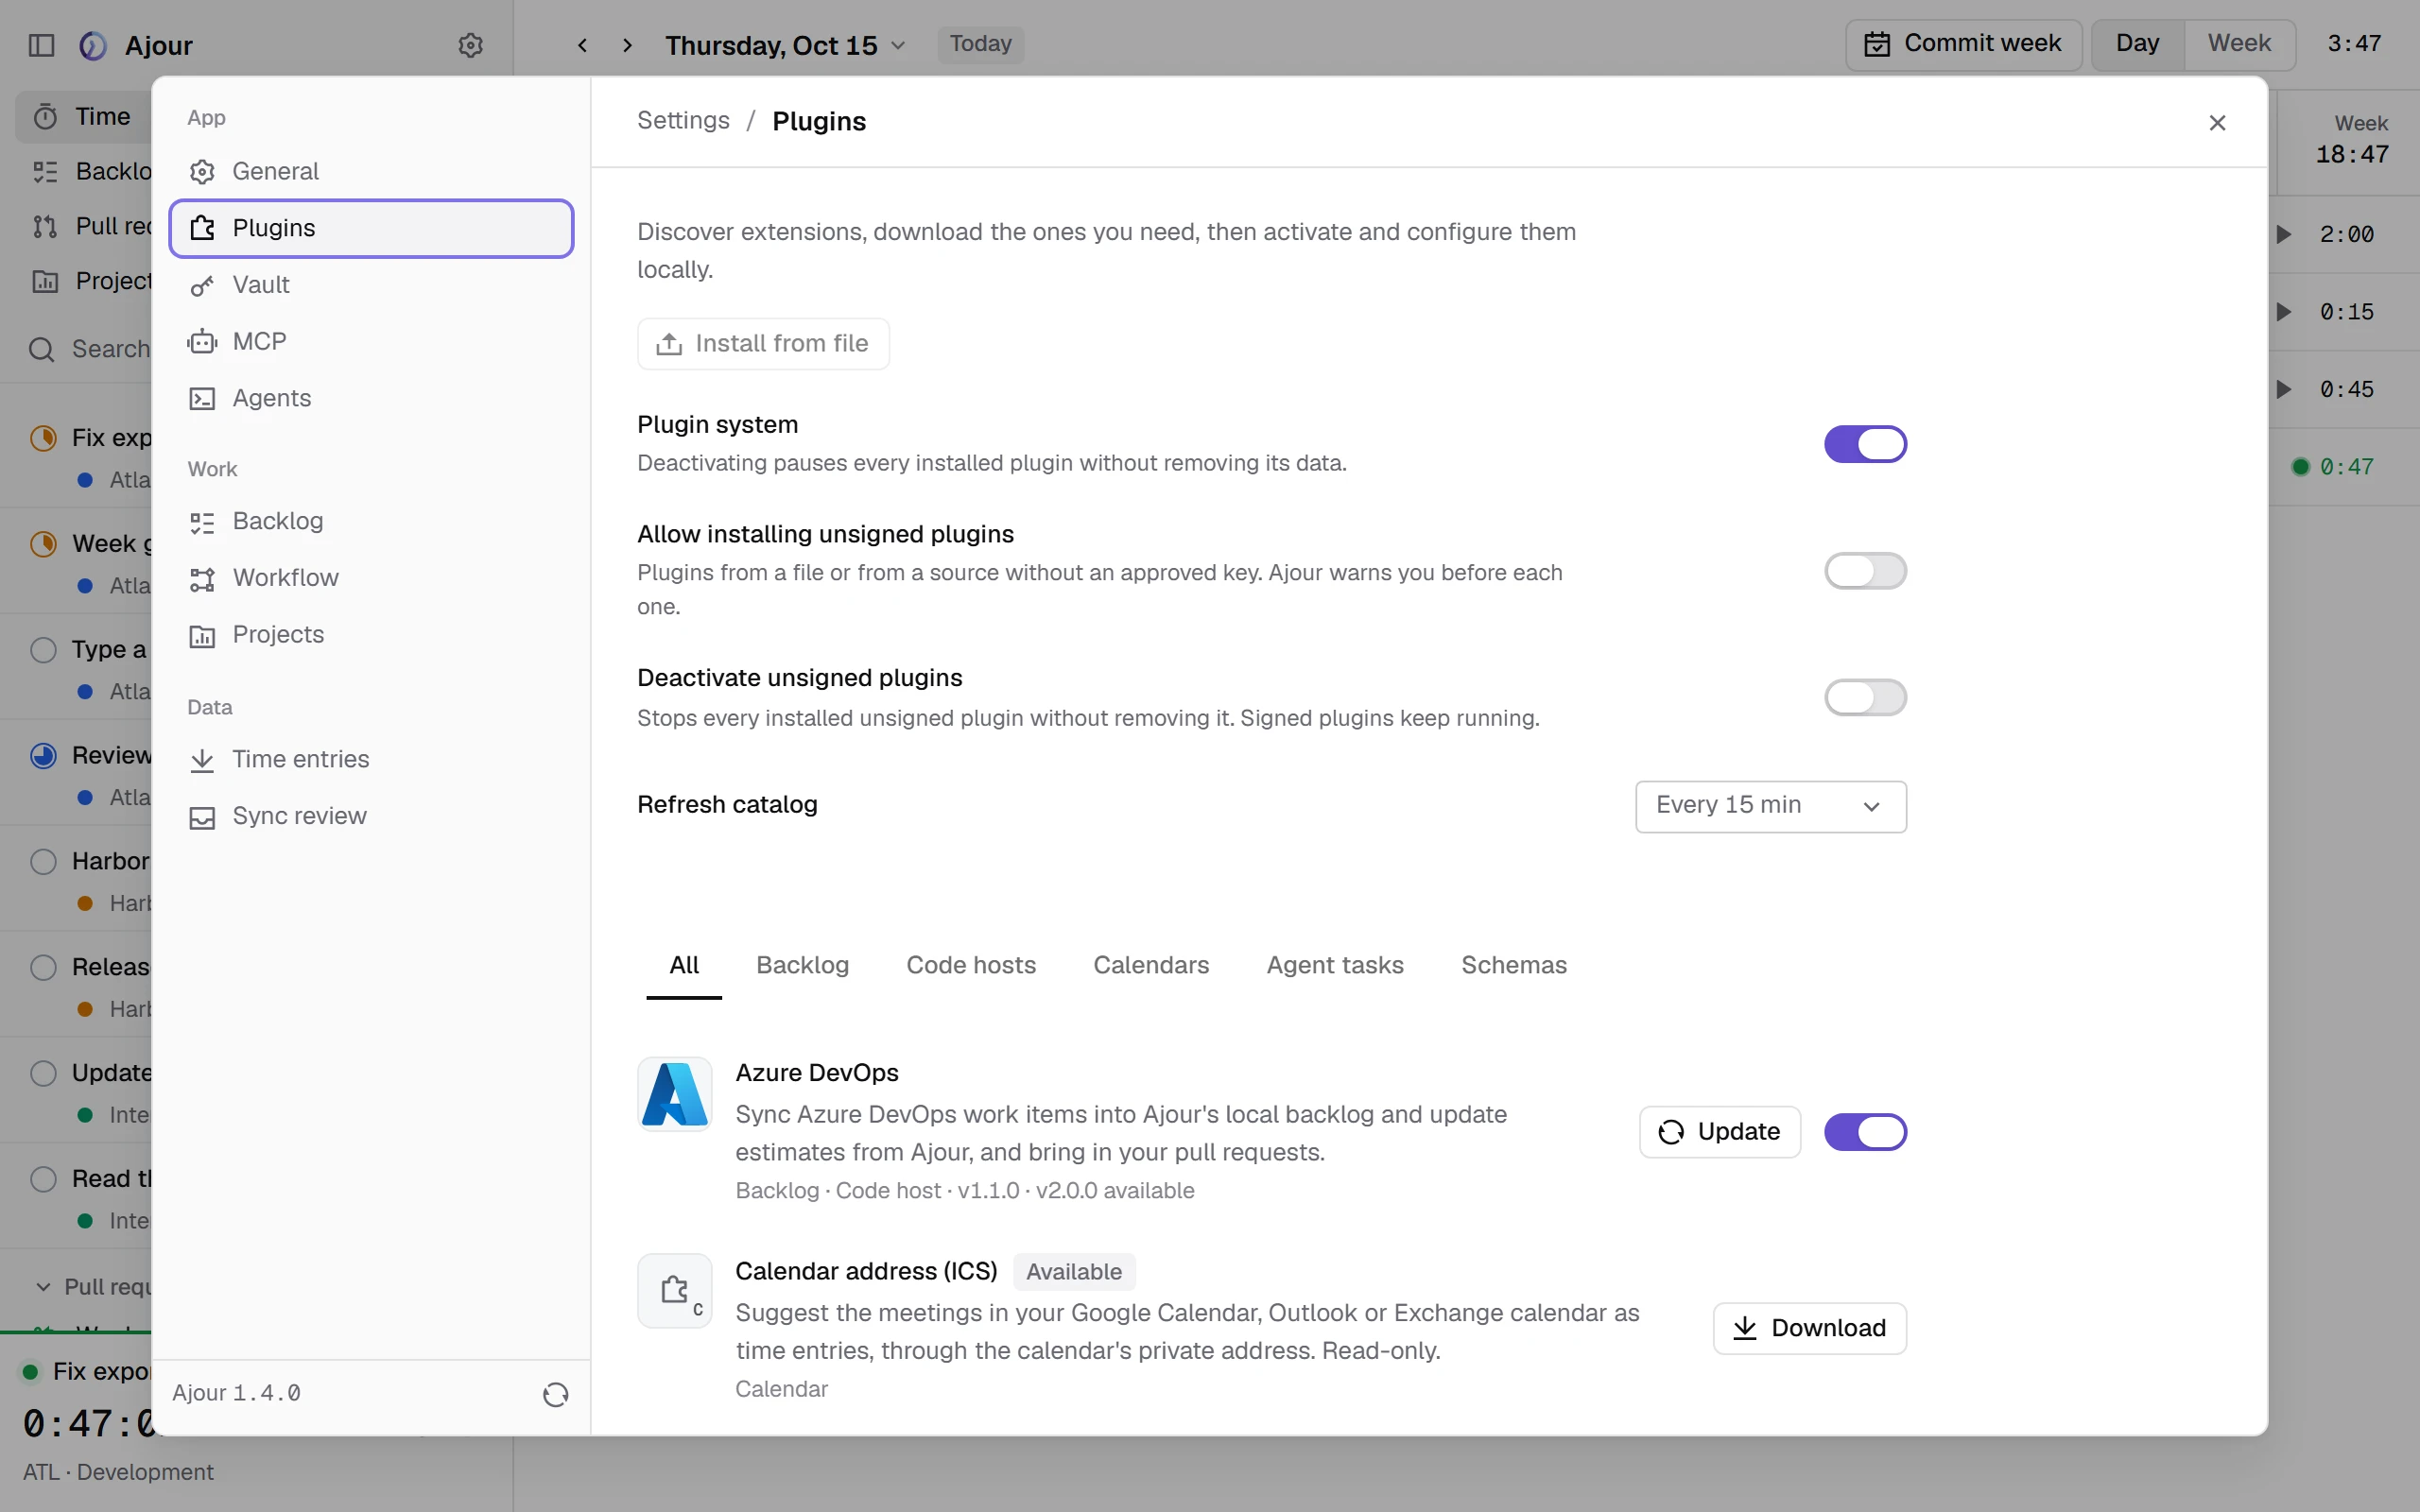 Ajour
Thursday, Oct 15
Today
Commit week
Day
Week
3:47
Time
Backlo
Pull rec
Project
Search
Fix exp
Atla
Week g
Atla
Type a
Atla
Review
Atla
Harbor
Harb
Releas
Harb
Update
Inte
Read th
Inte
Pull requ
Fix expor
0:47:0
ATL · Development
App
General
Plugins
Vault
MCP
Agents
Work
Backlog
Workflow
Projects
Data
Time entries
Sync review
Ajour 1.4.0
Settings / Plugins
Discover extensions, download the ones you need, then activate and configure them
locally.
Install from file
Plugin system
Deactivating pauses every installed plugin without removing its data.
Allow installing unsigned plugins
Plugins from a file or from a source without an approved key. Ajour warns you before each
one.
Deactivate unsigned plugins
Stops every installed unsigned plugin without removing it. Signed plugins keep running.
Refresh catalog
Every 15 min
All
Backlog
Code hosts
Calendars
Agent tasks
Schemas
Azure DevOps
Sync Azure DevOps work items into Ajour's local backlog and update
estimates from Ajour, and bring in your pull requests.
Backlog · Code host · v1.1.0 · v2.0.0 available
Update
C
Calendar address (ICS)
Available
Suggest the meetings in your Google Calendar, Outlook or Exchange calendar as
time entries, through the calendar's private address. Read-only.
Calendar
Download
Week
18:47
2:00
0:15
0:45
0:47